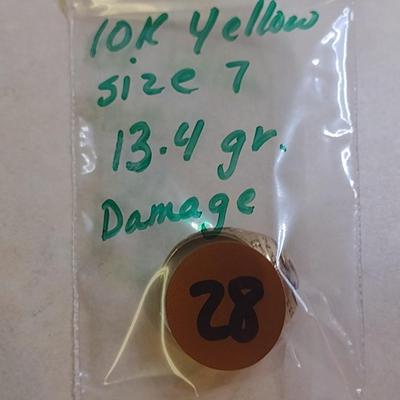 10K Yellow
size 7
13.4 gr.
Damage
28